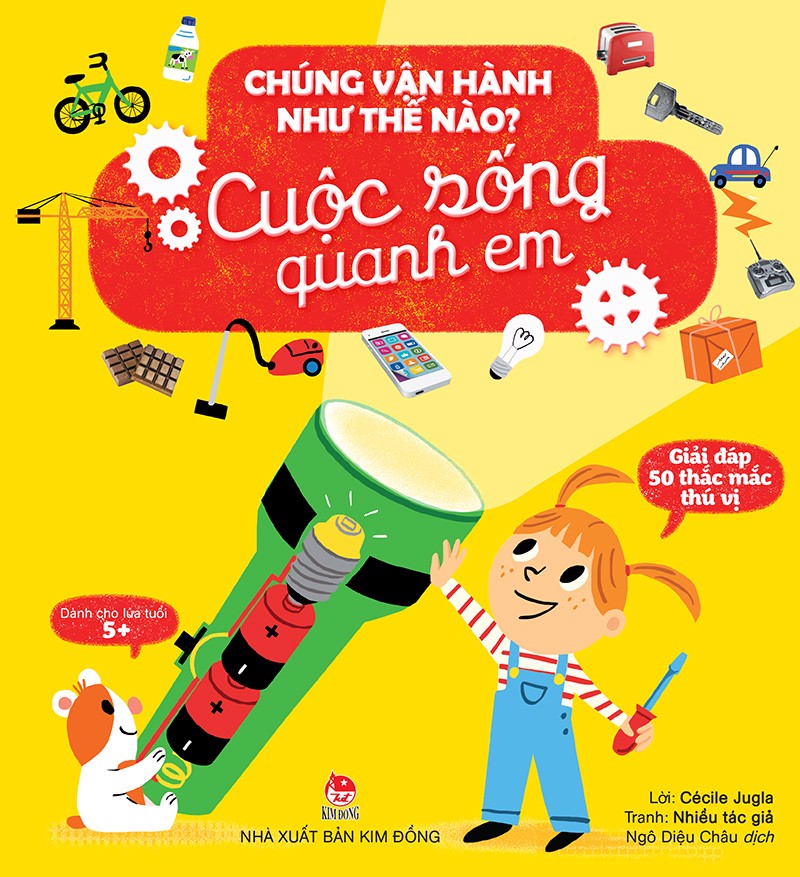 CHÚNG VẬN HÀNH
NHƯ THẾ NÀO?
Cuộc sống
quanh em
Giải đáp
50 thắc mắc
thú vị
Dành cho lứa tuổi
5+
+
–
+
–
KIM ĐỒNG
NHÀ XUẤT BẢN KIM ĐỒNG
Lời: Cécile Jugla
Tranh: Nhiều tác giả
Ngô Diệu Châu dịch